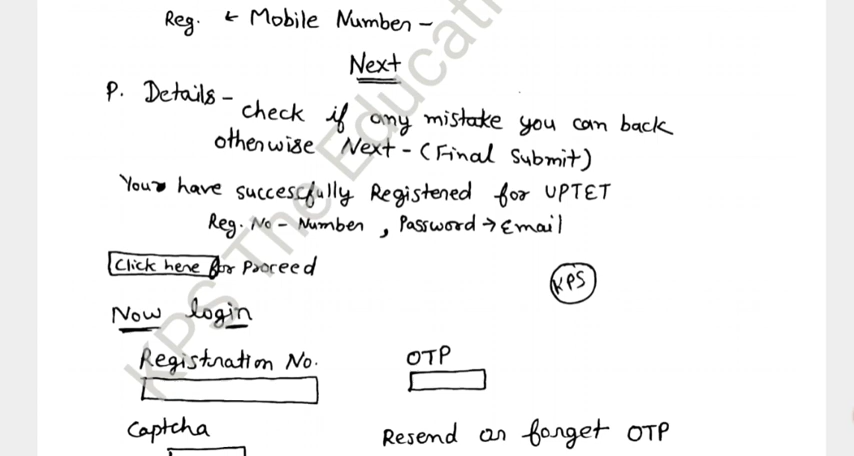 Reg. ← Mobile Number -
Next
P. Details -
check if any mistake you can back
otherwise Next - (Final Submit)
Your have successfully Registered for UPTET
Reg. No - Number, Password → Email
Click here for Proceed
KPS
Now login
Registration No. OTP
Captcha Resend or forget OTP
KPS The Educati